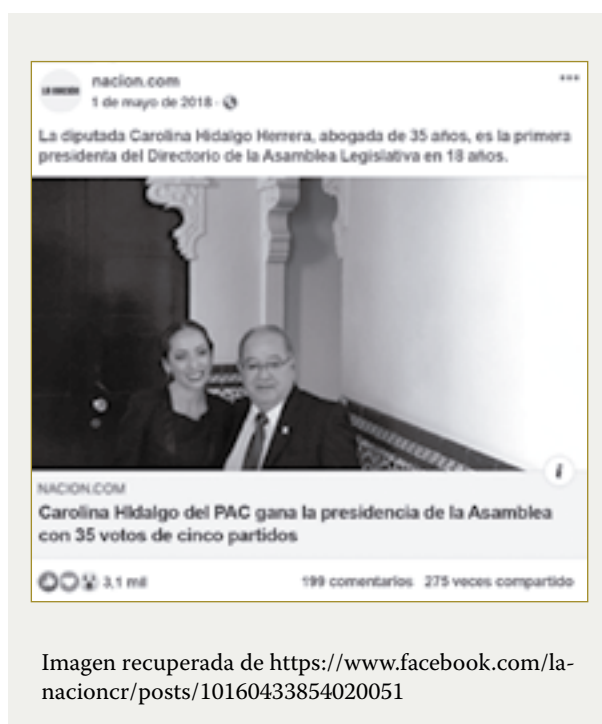 LA NACIÓN
nacion.com
1 de mayo de 2018 ·
La diputada Carolina Hidalgo Herrera, abogada de 35 años, es la primera
presidenta del Directorio de la Asamblea Legislativa en 18 años.
i
NACION.COM
Carolina Hidalgo del PAC gana la presidencia de la Asamblea
con 35 votos de cinco partidos
3,1 mil 199 comentarios 275 veces compartido
Imagen recuperada de https://www.facebook.com/la-
nacioncr/posts/10160433854020051